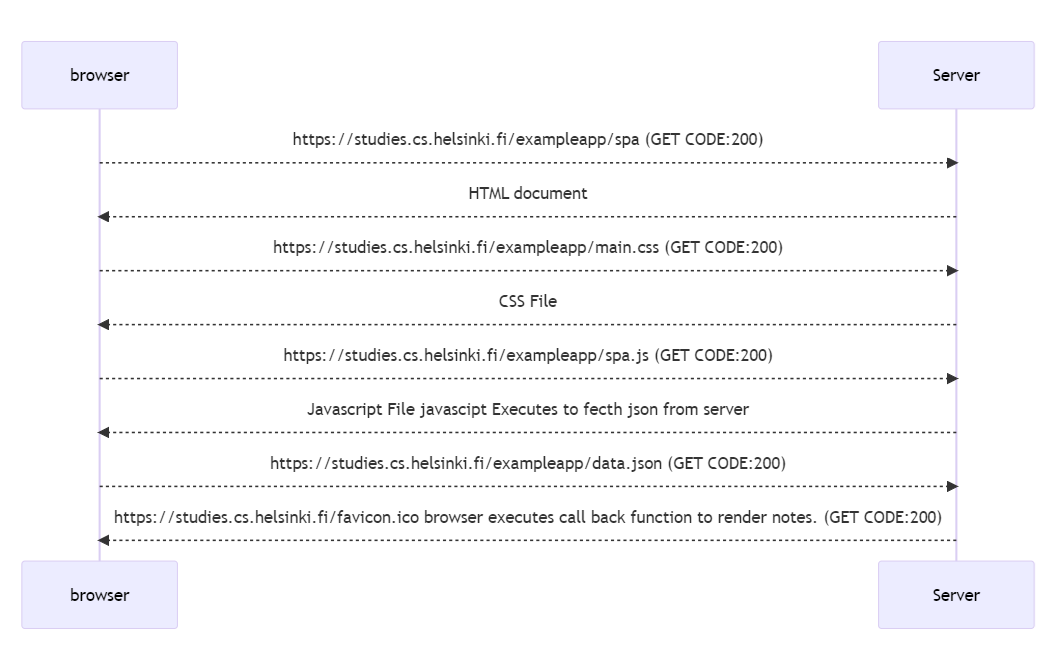 browser
Server
https://studies.cs.helsinki.fi/exampleapp/spa (GET CODE:200)
HTML document
https://studies.cs.helsinki.fi/exampleapp/main.css (GET CODE:200)
CSS File
https://studies.cs.helsinki.fi/exampleapp/spa.js (GET CODE:200)
Javascript File javascipt Executes to fecth json from server
https://studies.cs.helsinki.fi/exampleapp/data.json (GET CODE:200)
https://studies.cs.helsinki.fi/favicon.ico browser executes call back function to render notes. (GET CODE:200)
browser
Server